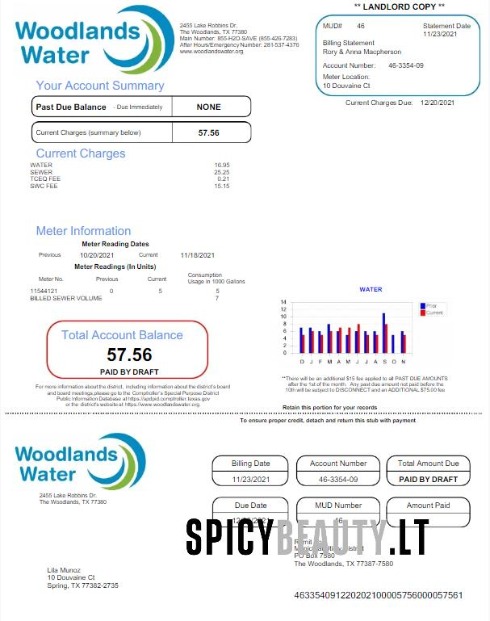 ** LANDLORD COPY **
Woodlands
Water
2455 Lake Robbins Dr.
The Woodlands, TX 77380
Main Number: 855-H2O-SAVE (855-426-7283)
After Hours/Emergency Number: 281-537-4376
www.woodlandswater.org
MUD# 46 Statement Date
11/23/2021
Billing Statement
Rory & Anna Macpherson
Account Number: 46-3354-09
Meter Location:
10 Douvaine Ct
Current Charges Due: 12/20/2021
Your Account Summary
Past Due Balance - Due Immediately NONE
Current Charges (summary below) 57.56
Current Charges
WATER 16.95
SEWER 25.25
TCEQ FEE 0.21
SWC FEE 15.15
Meter Information
Meter Reading Dates
Previous 10/20/2021 Current 11/18/2021
Meter Readings (In Units)
Meter No. Previous Current Consumption
Usage in 1000 Gallons
11544121 0 5 5
BILLED SEWER VOLUME 7
WATER
14
12
10
8
6
4
2
0
O J F M A M J J A S O N
Prior
Current
Total Account Balance
57.56
PAID BY DRAFT
**There will be an additional $15 fee applied to all PAST DUE AMOUNTS
after the 1st of the month. Any past due amount not paid before the
10th will be subject to DISCONNECT and an ADDITIONAL $75.00 fee
For more information about the district, including information about the district's board
and board meetings please go to the Comptroller's Special Purpose District
Public Information Database at https://spdpid.comptroller.texas.gov
or the district's website at https://www.woodlandswater.org.
Retain this portion for your records
To ensure proper credit, detach and return this stub with payment
Woodlands
Water
2455 Lake Robbins Dr.
The Woodlands, TX 77380
Billing Date Account Number Total Amount Due
11/23/2021 46-3354-09 PAID BY DRAFT
Due Date MUD Number Amount Paid
46
SPICYBEAUTY.LT
PO Box 7580
The Woodlands, TX 77387-7580
Lila Munoz
10 Douvaine Ct
Spring, TX 77382-2735
463354091220202100005756000057561